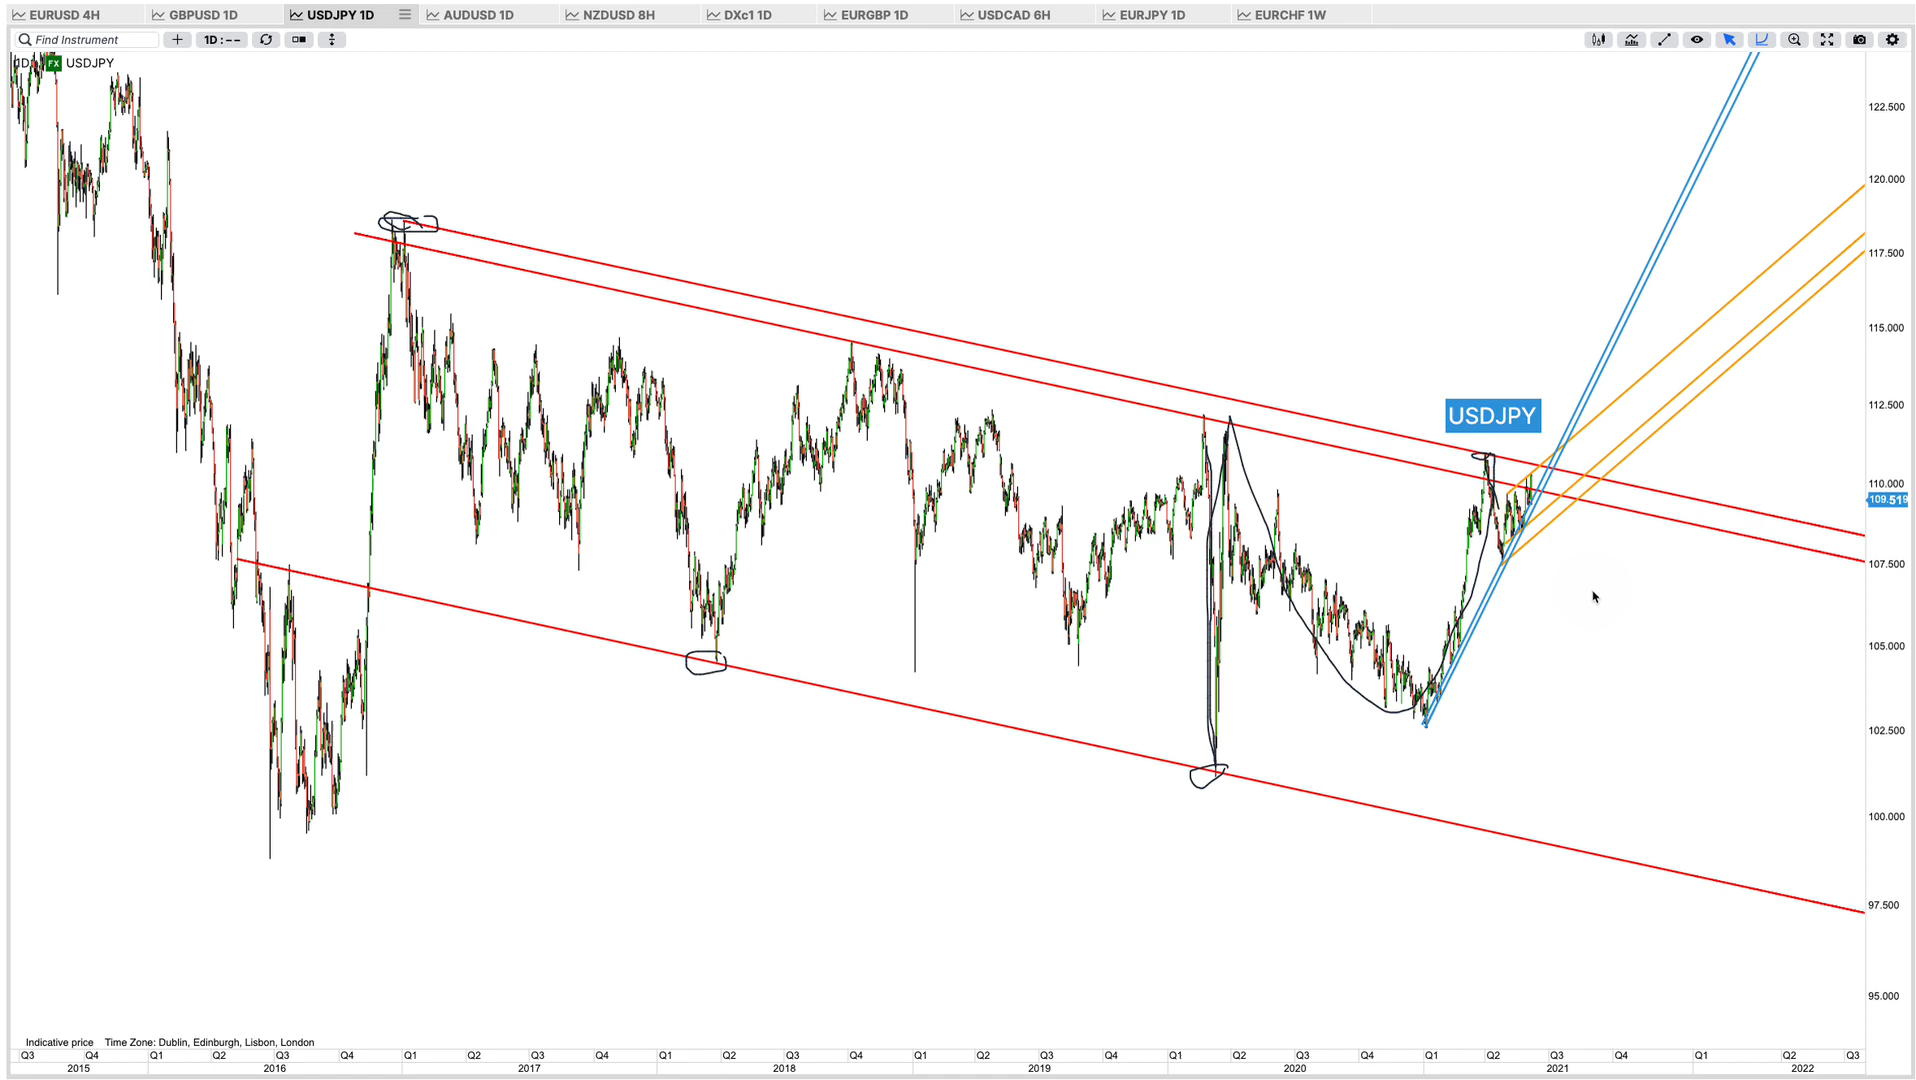 EURUSD 4H GBPUSD 1D USDJPY 1D AUDUSD 1D NZDUSD 8H DXc1 1D EURGBP 1D USDCAD 6H EURJPY 1D EURCHF 1W
Find Instrument 1D : - -
1D FX USDJPY
122.500
120.000
117.500
115.000
112.500
USDJPY
110.000
109.519
107.500
105.000
102.500
100.000
97.500
95.000
Indicative price Time Zone: Dublin, Edinburgh, Lisbon, London
Q3 Q4 Q1 Q2 Q3 Q4 Q1 Q2 Q3 Q4 Q1 Q2 Q3 Q4 Q1 Q2 Q3 Q4 Q1 Q2 Q3 Q4 Q1 Q2 Q3 Q4 Q1 Q2 Q3
2015 2016 2017 2018 2019 2020 2021 2022